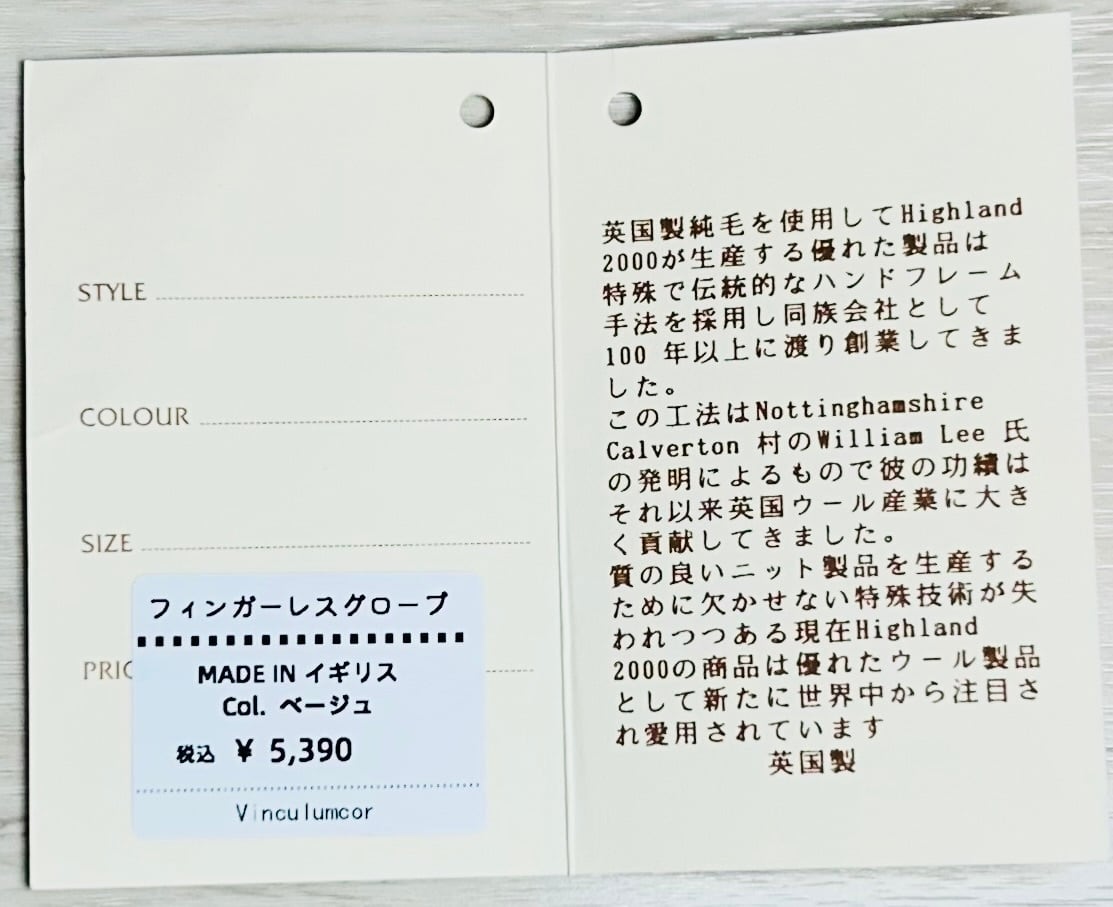 STYLE
COLOUR
SIZE
フィンガーレスグローブ
MADE IN イギリス
Col. ベージュ
税込 ¥ 5,390
Vinculumcor
英国製純毛を使用してHighland
2000が生産する優れた製品は
特殊で伝統的なハンドフレーム
手法を採用し同族会社として
100 年以上に渡り創業してきま
した。
この工法はNottinghamshire
Calverton 村のWilliam Lee 氏
の発明によるもので彼の功績は
それ以来英国ウール産業に大き
く貢献してきました。
質の良いニット製品を生産する
ために欠かせない特殊技術が失
われつつある現在Highland
2000の商品は優れたウール製品
として新たに世界中から注目さ
れ愛用されています
英国製